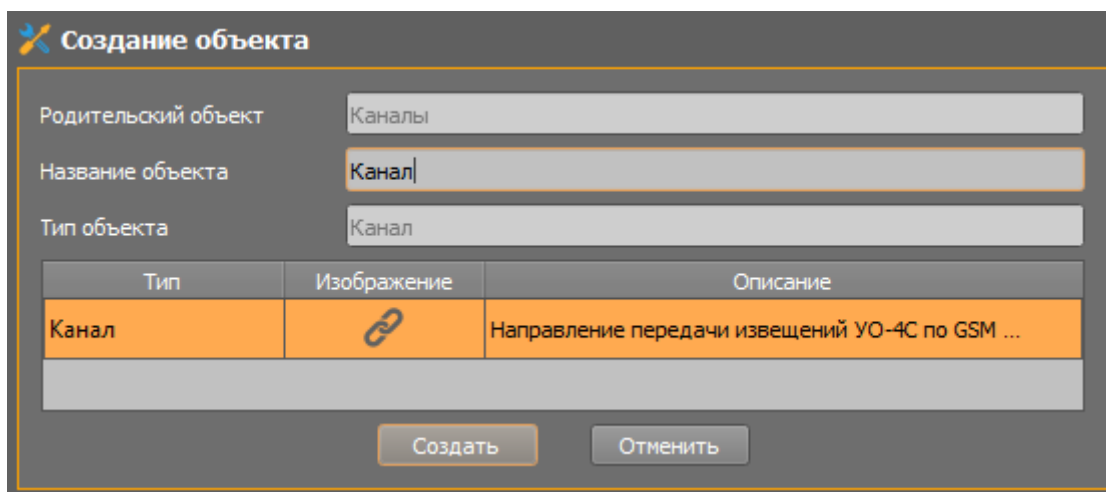 Создание объекта
Родительский объект Каналы
Название объекта Канал
Тип объекта Канал
Тип Изображение Описание
Канал Направление передачи извещений УО-4С по GSM ...
Создать Отменить